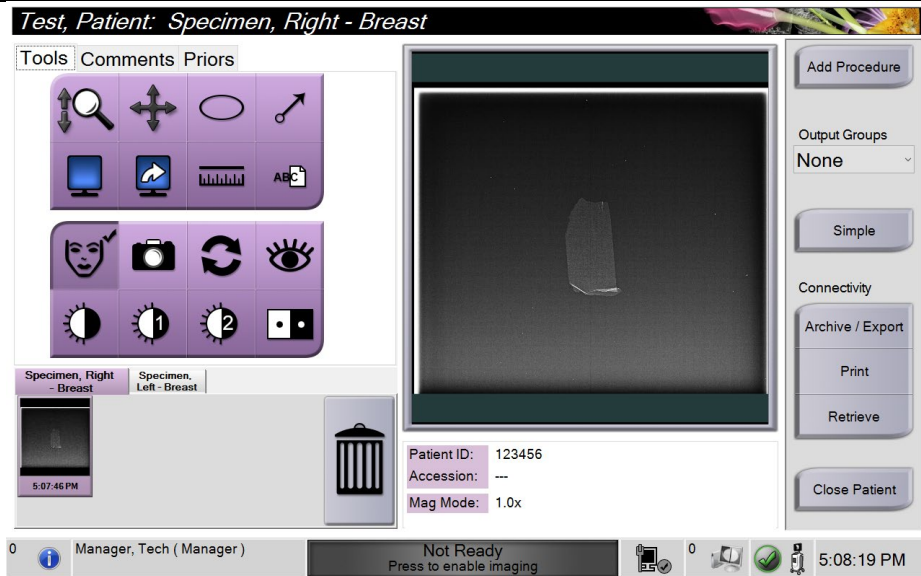 Test, Patient: Specimen, Right - Breast
Tools Comments Priors
ABC
1
2
Specimen, Right
- Breast
Specimen,
Left - Breast
5:07:46 PM
Patient ID: 123456
Accession: ---
Mag Mode: 1.0x
Add Procedure
Output Groups
None
Simple
Connectivity
Archive / Export
Print
Retrieve
Close Patient
0
Manager, Tech ( Manager )
Not Ready
Press to enable imaging
0
5:08:19 PM